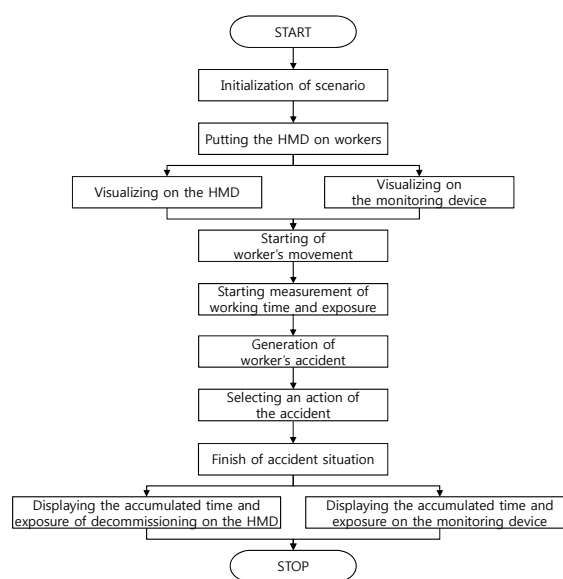 START
Initialization of scenario
Putting the HMD on workers
Visualizing on the HMD
Visualizing on
the monitoring device
Starting of
worker's movement
Starting measurement of
working time and exposure
Generation of
worker's accident
Selecting an action of
the accident
Finish of accident situation
Displaying the accumulated time and
exposure of decommissioning on the HMD
Displaying the accumulated time and
exposure on the monitoring device
STOP